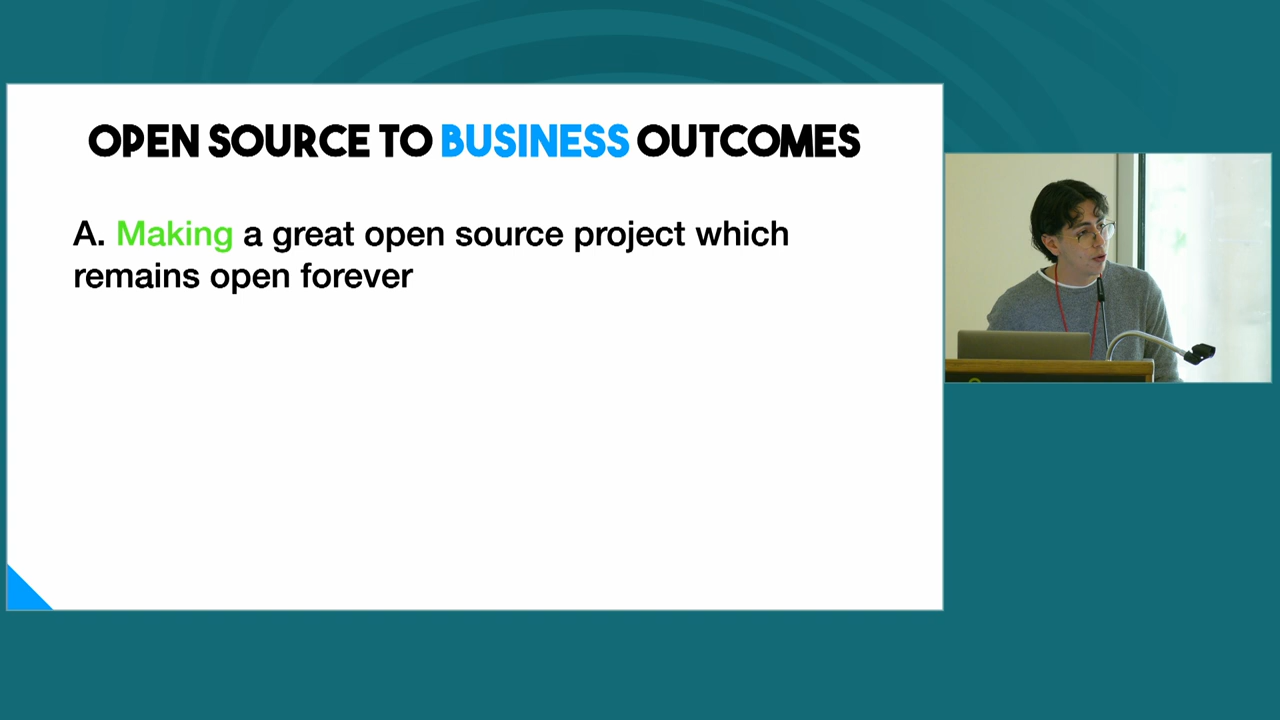 OPEN SOURCE TO BUSINESS OUTCOMES
A. Making a great open source project which
remains open forever